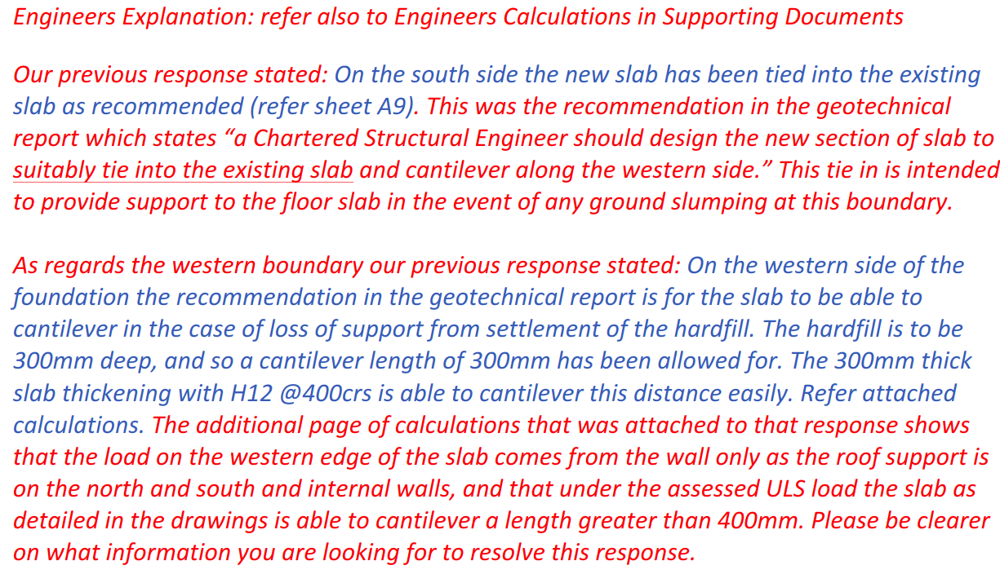 Engineers Explanation: refer also to Engineers Calculations in Supporting Documents
Our previous response stated: On the south side the new slab has been tied into the existing
slab as recommended (refer sheet A9). This was the recommendation in the geotechnical
report which states “a Chartered Structural Engineer should design the new section of slab to
suitably tie into the existing slab and cantilever along the western side.” This tie in is intended
to provide support to the floor slab in the event of any ground slumping at this boundary.
As regards the western boundary our previous response stated: On the western side of the
foundation the recommendation in the geotechnical report is for the slab to be able to
cantilever in the case of loss of support from settlement of the hardfill. The hardfill is to be
300mm deep, and so a cantilever length of 300mm has been allowed for. The 300mm thick
slab thickening with H12 @400crs is able to cantilever this distance easily. Refer attached
calculations. The additional page of calculations that was attached to that response shows
that the load on the western edge of the slab comes from the wall only as the roof support is
on the north and south and internal walls, and that under the assessed ULS load the slab as
detailed in the drawings is able to cantilever a length greater than 400mm. Please be clearer
on what information you are looking for to resolve this response.